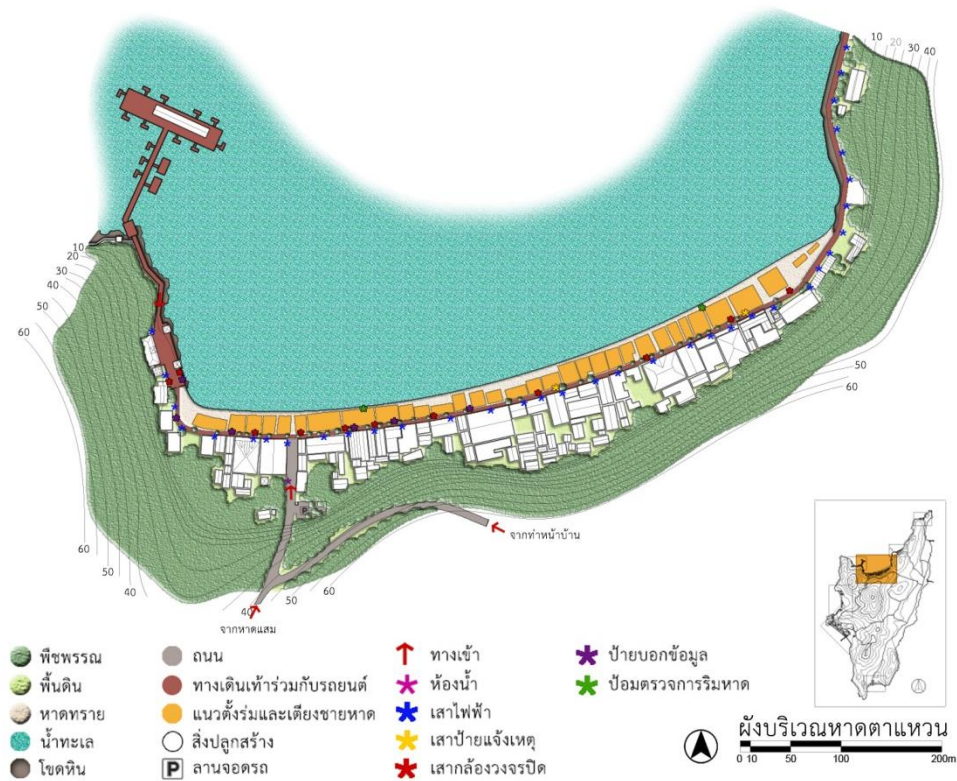 10 20 30 40
10
20
30
40
50
60
50
60
P
จากท่าหน้าบ้าน
60
50
40
40 50 60
จากหาดแสม
พืชพรรณ
พื้นดิน
หาดทราย
น้ำทะเล
โขดหิน
ถนน
ทางเดินเท้าร่วมกับรถยนต์
แนวตั้งร่มและเตียงชายหาด
สิ่งปลูกสร้าง
P ลานจอดรถ
ทางเข้า
ห้องน้ำ
เสาไฟฟ้า
เสาป้ายแจ้งเหตุ
เสากล้องวงจรปิด
ป้ายบอกข้อมูล
ป้อมตรวจการริมหาด
ผังบริเวณหาดตาแหวน
0 10 50 100 200m